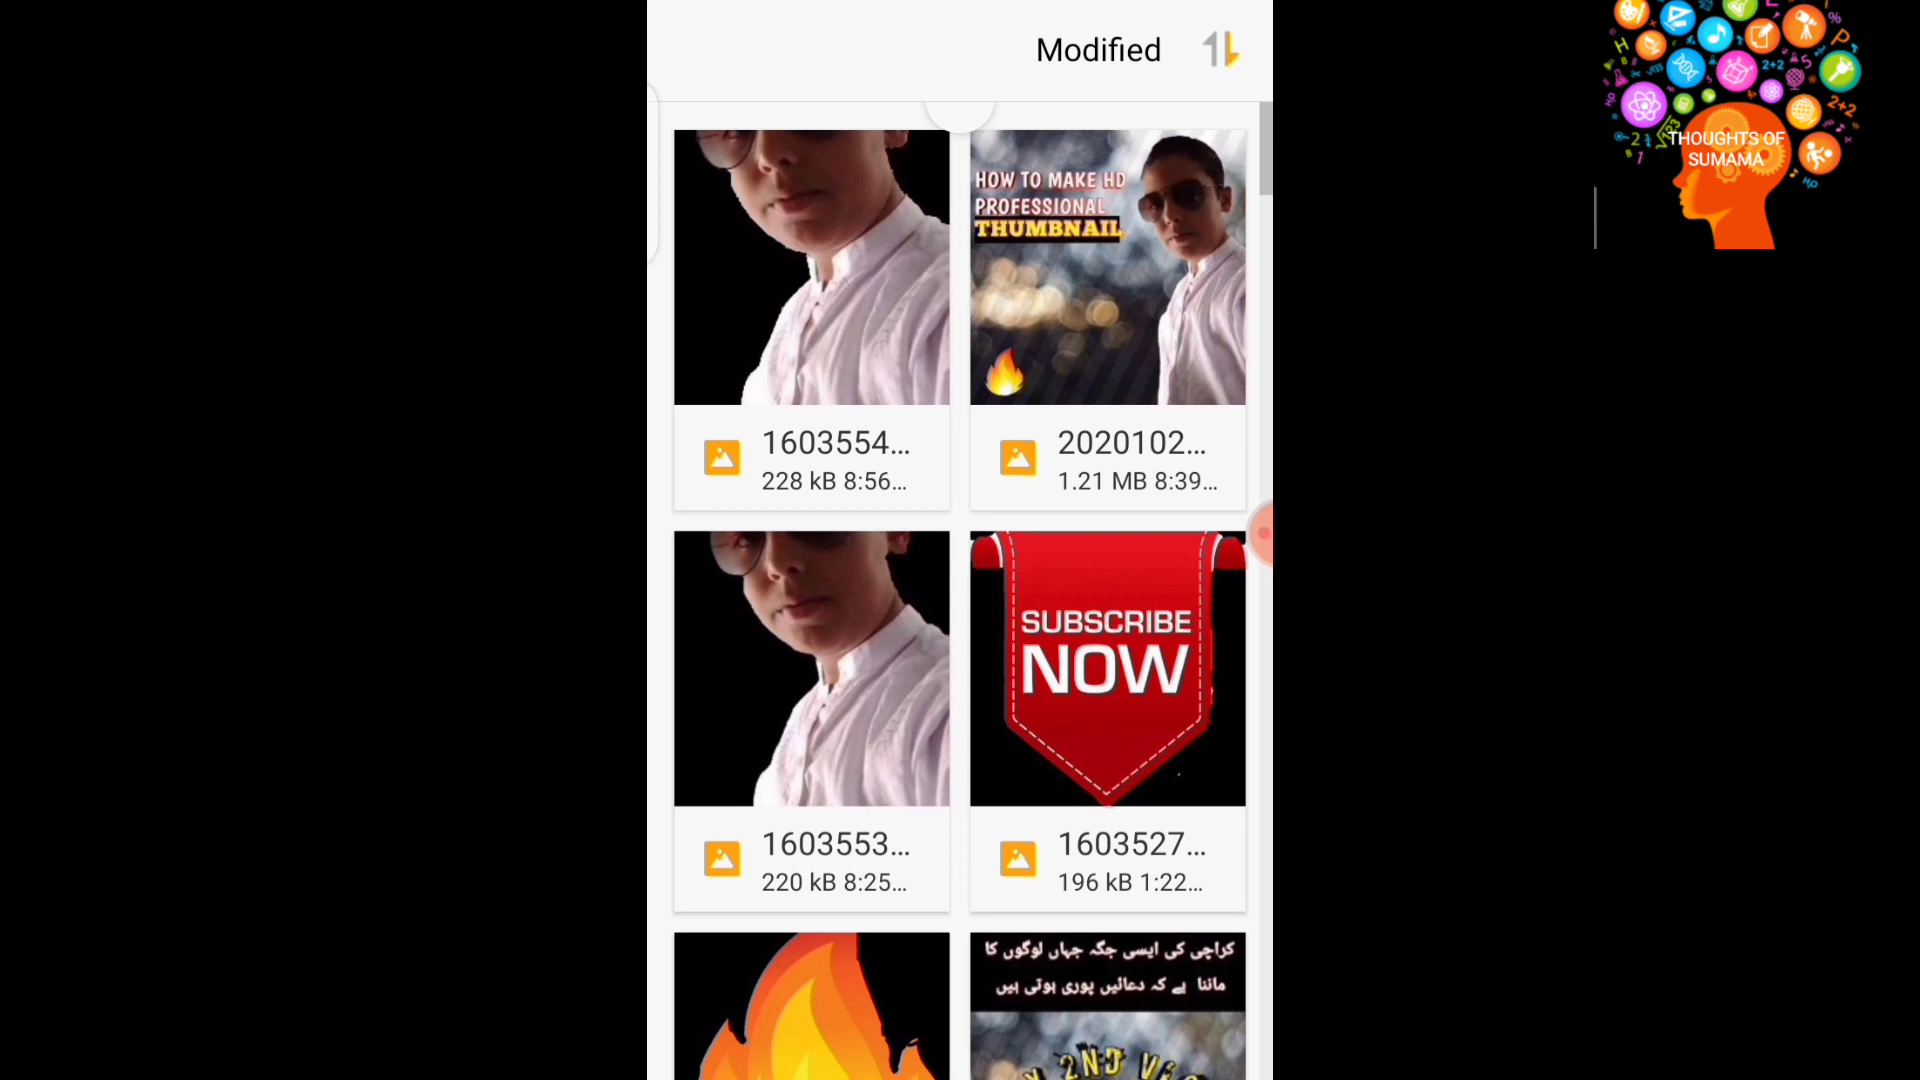 Modified
THOUGHTS OF
SUMAMA
HOW TO MAKE HD
PROFESSIONAL
THUMBNAIL
1603554...
228 kB 8:56...
2020102...
1.21 MB 8:39...
SUBSCRIBE
NOW
1603553...
220 kB 8:25...
1603527...
196 kB 1:22...
کراچی کی ایسی جگہ جہاں لوگوں کا
ماننا ہے کہ دعائیں پوری ہوتی ہیں
2ND